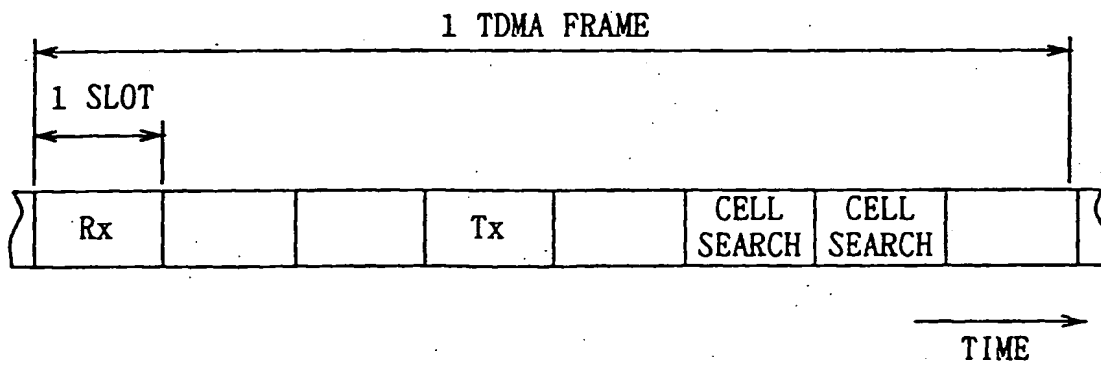 1 TDMA FRAME
1 SLOT
Rx
Tx
CELL
SEARCH
CELL
SEARCH
TIME